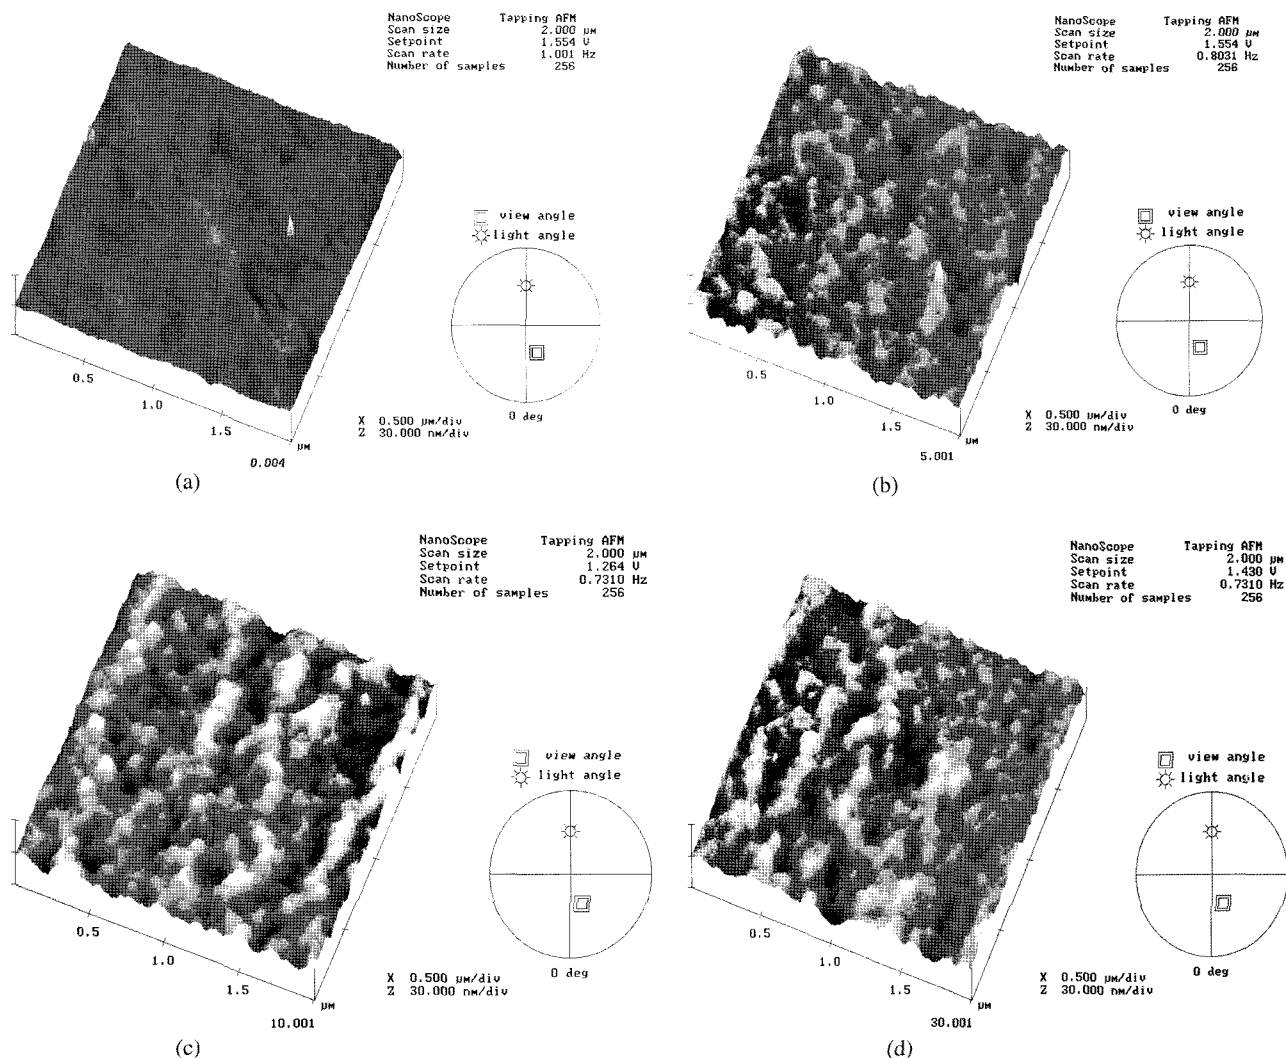 NanoScope Tapping AFM
Scan size 2.000 µm
Setpoint 1.554 V
Scan rate 1.001 Hz
Number of samples 256
view angle
light angle
0.5
1.0
1.5
µm
0 deg
X 0.500 µm/div
Z 30.000 nm/div
0.004
(a)
NanoScope Tapping AFM
Scan size 2.000 µm
Setpoint 1.554 V
Scan rate 0.8031 Hz
Number of samples 256
view angle
light angle
0.5
1.0
1.5
µm
0 deg
X 0.500 µm/div
Z 30.000 nm/div
5.001
(b)
NanoScope Tapping AFM
Scan size 2.000 µm
Setpoint 1.264 V
Scan rate 0.7310 Hz
Number of samples 256
view angle
light angle
0.5
1.0
1.5
µm
0 deg
X 0.500 µm/div
Z 30.000 nm/div
10.001
(c)
NanoScope Tapping AFM
Scan size 2.000 µm
Setpoint 1.430 V
Scan rate 0.7310 Hz
Number of samples 256
view angle
light angle
0.5
1.0
1.5
µm
0 deg
X 0.500 µm/div
Z 30.000 nm/div
30.001
(d)